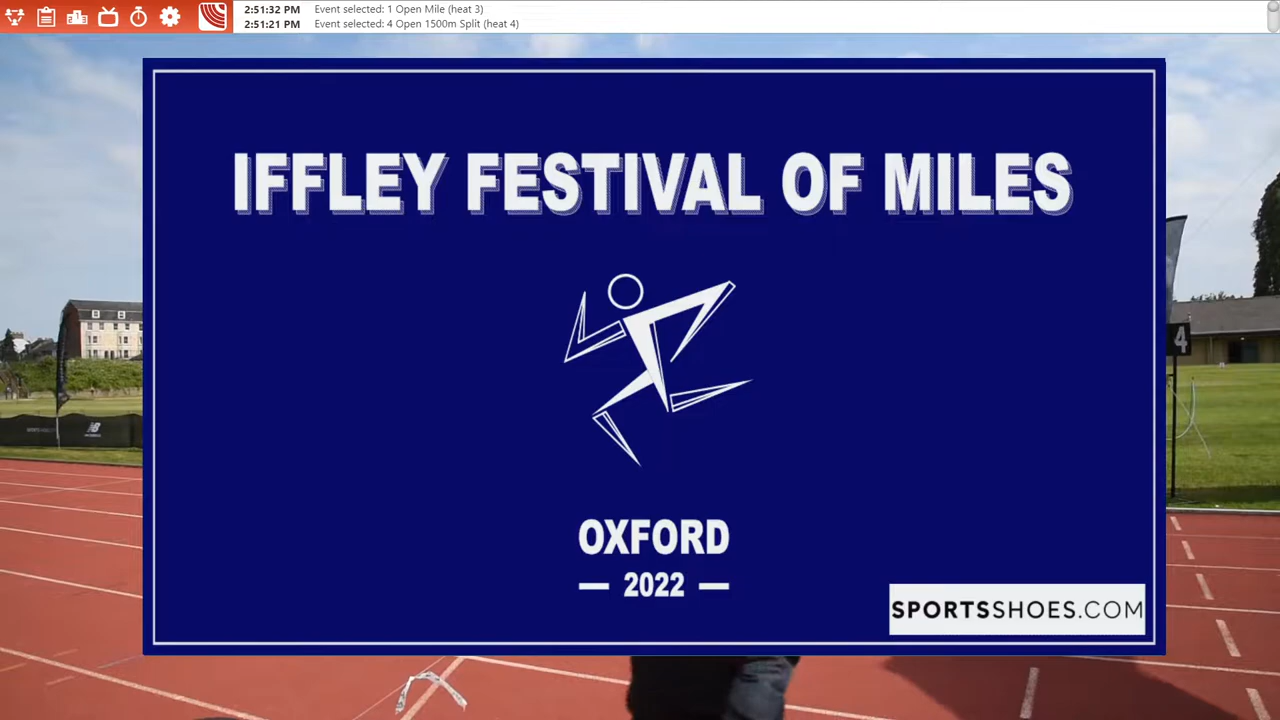 2:51:32 PM Event selected: 1 Open Mile (heat 3)
2:51:21 PM Event selected: 4 Open 1500m Split (heat 4)
IFFLEY FESTIVAL OF MILES
4
OXFORD
— 2022 —
SPORTSSHOES.COM